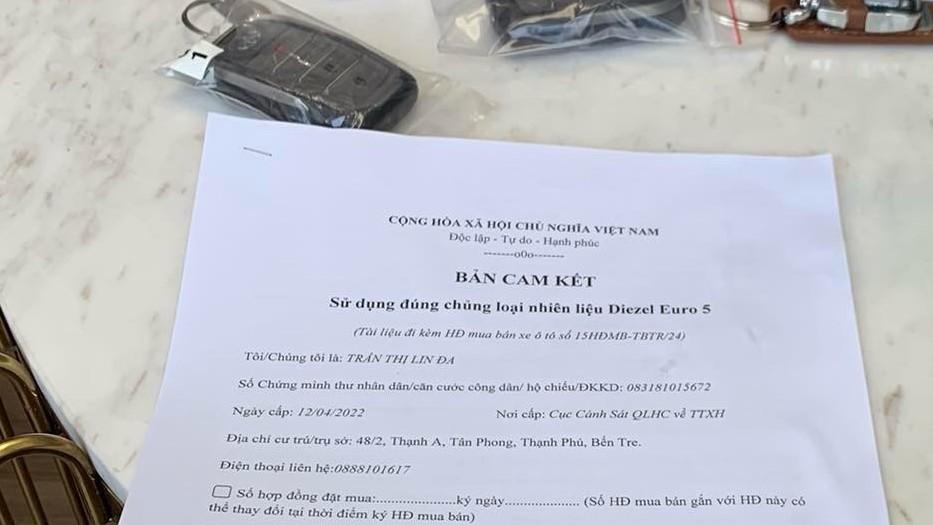 CỘNG HÒA XÃ HỘI CHỦ NGHĨA VIỆT NAM
Độc lập - Tự do - Hạnh phúc
-------o0o-------
BẢN CAM KẾT
Sử dụng đúng chủng loại nhiên liệu Diezel Euro 5
(Tài liệu đi kèm HĐ mua bán xe ô tô số 15HĐMB-TBTR/24)
Tôi/Chúng tôi là: TRẦN THỊ LIN ĐA
Số Chứng minh thư nhân dân/căn cước công dân/ hộ chiếu/ĐKKD: 083181015672
Ngày cấp: 12/04/2022 Nơi cấp: Cục Cảnh Sát QLHC về TTXH
Địa chỉ cư trú/trụ sở: 48/2, Thạnh A, Tân Phong, Thạnh Phú, Bến Tre.
Điện thoại liên hệ:0888101617
Số hợp đồng đặt mua:....................ký ngày.................. (Số HĐ mua bán gắn với HĐ này có
thể thay đổi tại thời điểm ký HĐ mua bán)